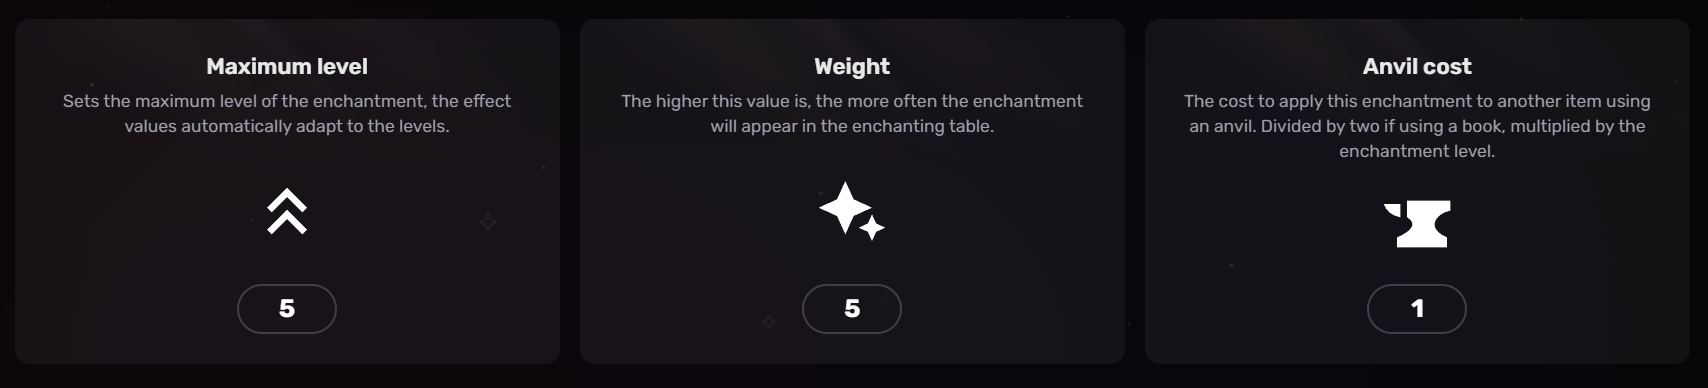 Maximum level
Sets the maximum level of the enchantment, the effect
values automatically adapt to the levels.
5
Weight
The higher this value is, the more often the enchantment
will appear in the enchanting table.
5
Anvil cost
The cost to apply this enchantment to another item using
an anvil. Divided by two if using a book, multiplied by the
enchantment level.
1